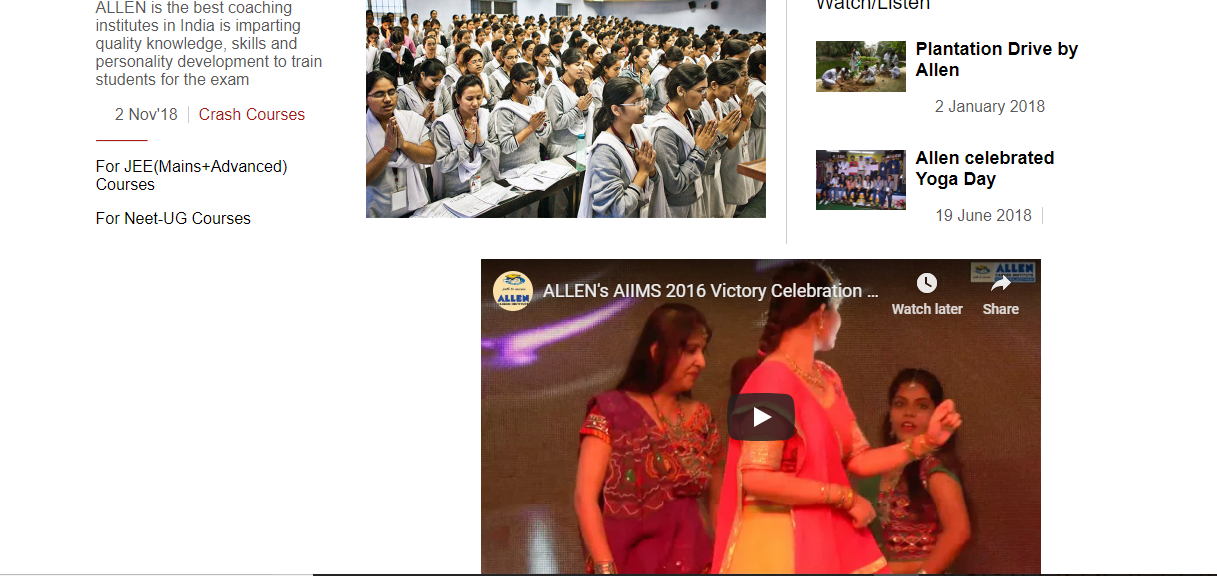 ALLEN is the best coaching
institutes in India is imparting
quality knowledge, skills and
personality development to train
students for the exam
2 Nov'18 Crash Courses
For JEE(Mains+Advanced)
Courses
For Neet-UG Courses
Watch/Listen
Plantation Drive by
Allen
2 January 2018
Allen celebrated
Yoga Day
19 June 2018
ALLEN
ALLEN's AIIMS 2016 Victory Celebration ...
Watch later
Share
ALLEN